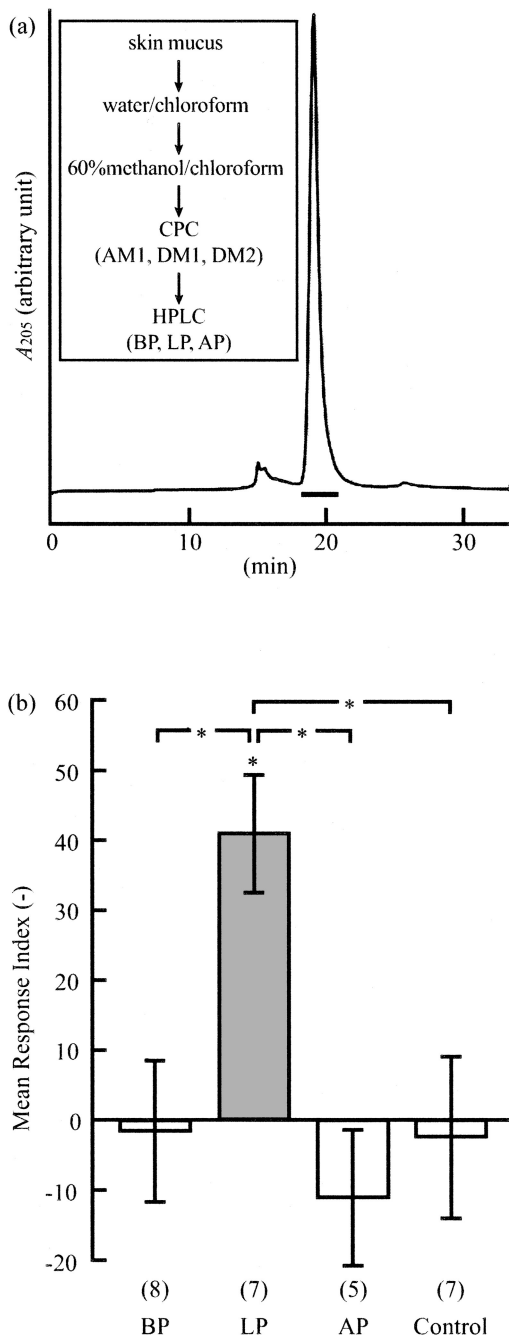 (a)
skin mucus
water/chloroform
60%methanol/chloroform
CPC
(AM1, DM1, DM2)
HPLC
(BP, LP, AP)
A205 (arbitrary unit)
0 10 20 30
(min)
(b)
60
50
40
30
20
10
0
-10
-20
Mean Response Index (-)
*
* *
*
(8) (7) (5) (7)
BP LP AP Control